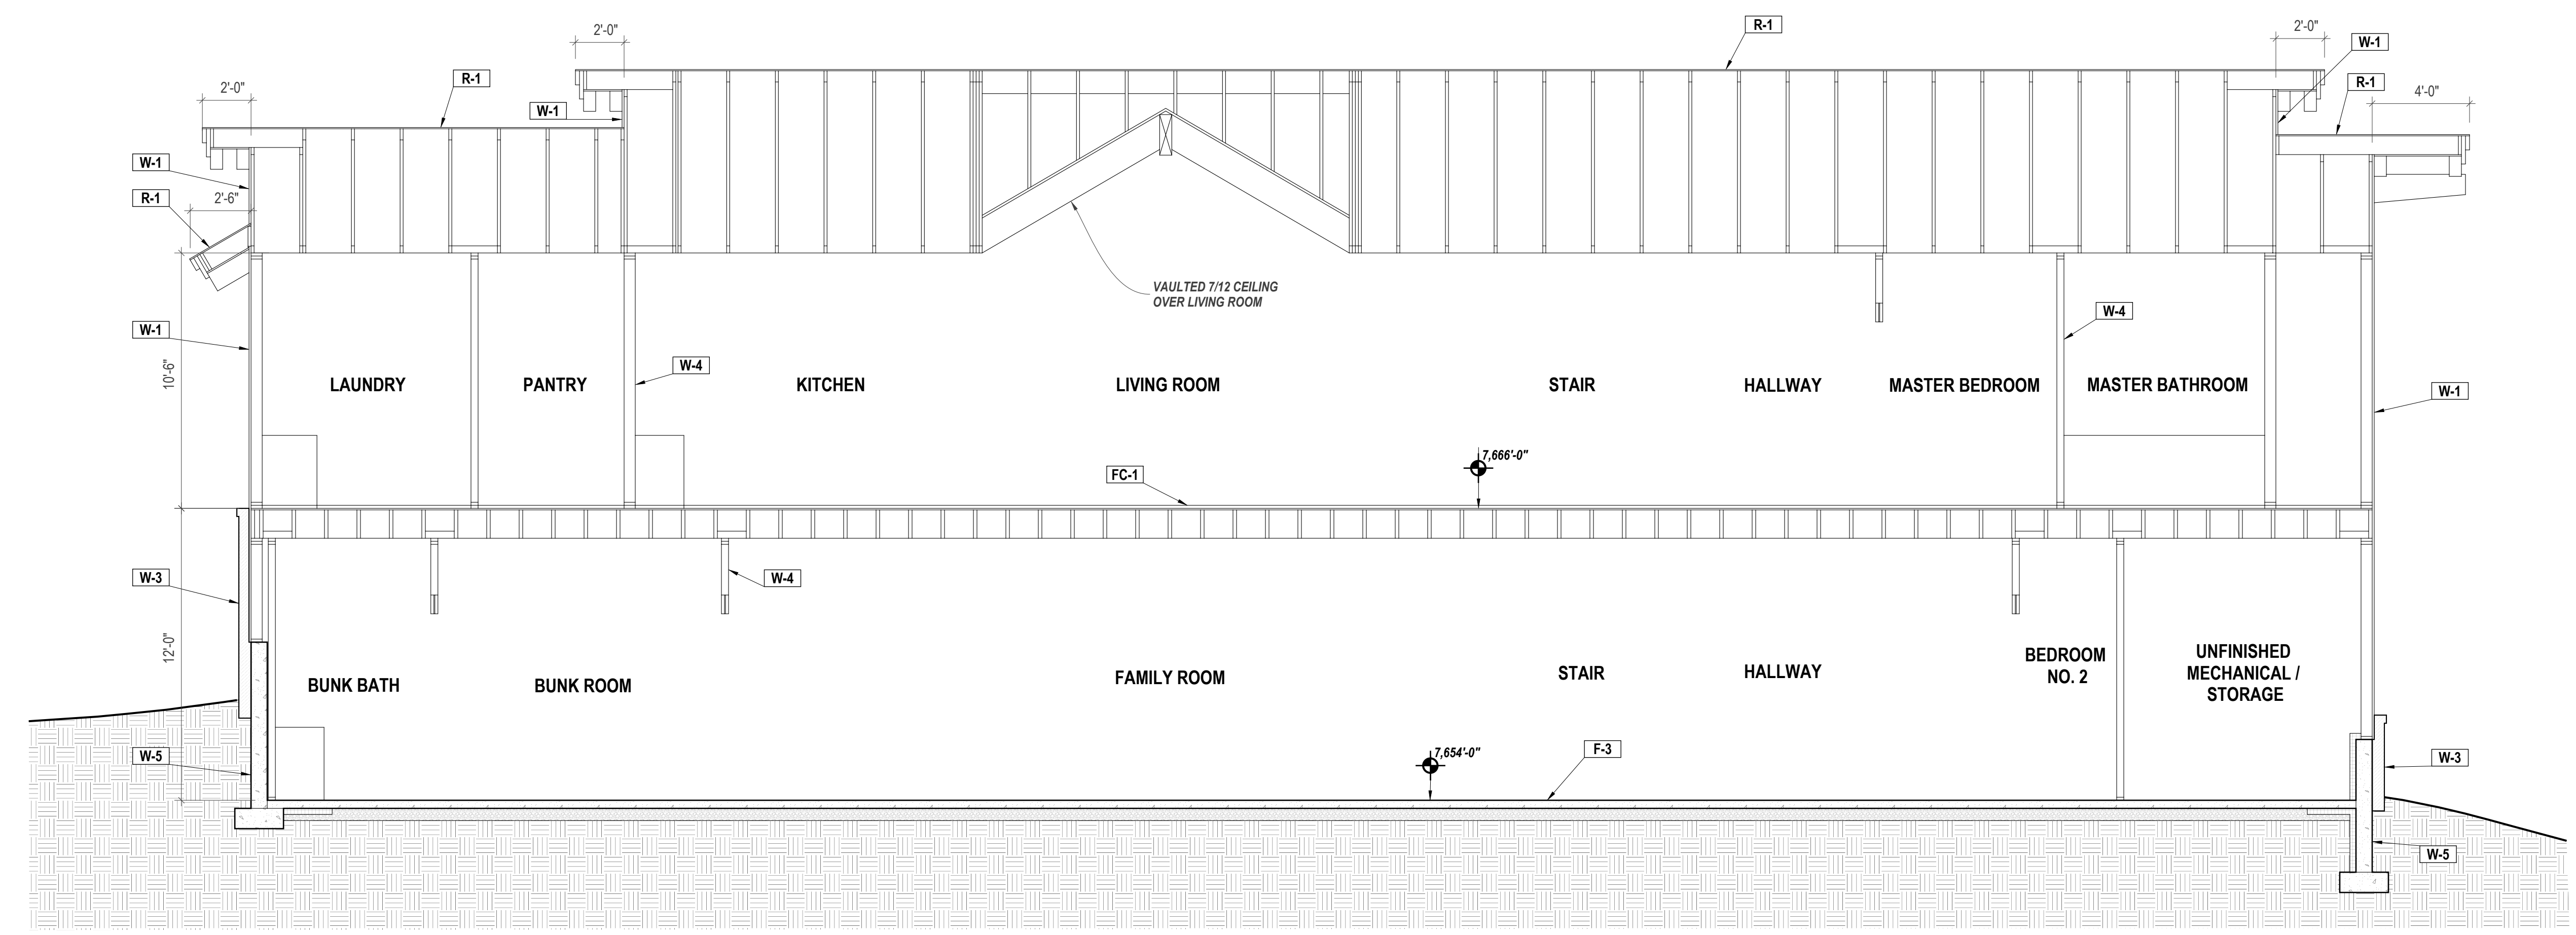 2'-0"
R-1
2'-0"
W-1
R-1
2'-0"
R-1
4'-0"
W-1
W-1
R-1
2'-6"
VAULTED 7/12 CEILING
OVER LIVING ROOM
W-1
W-4
10'-6"
W-4
LAUNDRY
PANTRY
KITCHEN
LIVING ROOM
STAIR
HALLWAY
MASTER BEDROOM
MASTER BATHROOM
W-1
7,666'-0"
FC-1
W-3
W-4
12'-0"
BUNK BATH
BUNK ROOM
FAMILY ROOM
STAIR
HALLWAY
BEDROOM
NO. 2
UNFINISHED
MECHANICAL /
STORAGE
W-5
7,654'-0"
F-3
W-3
W-5